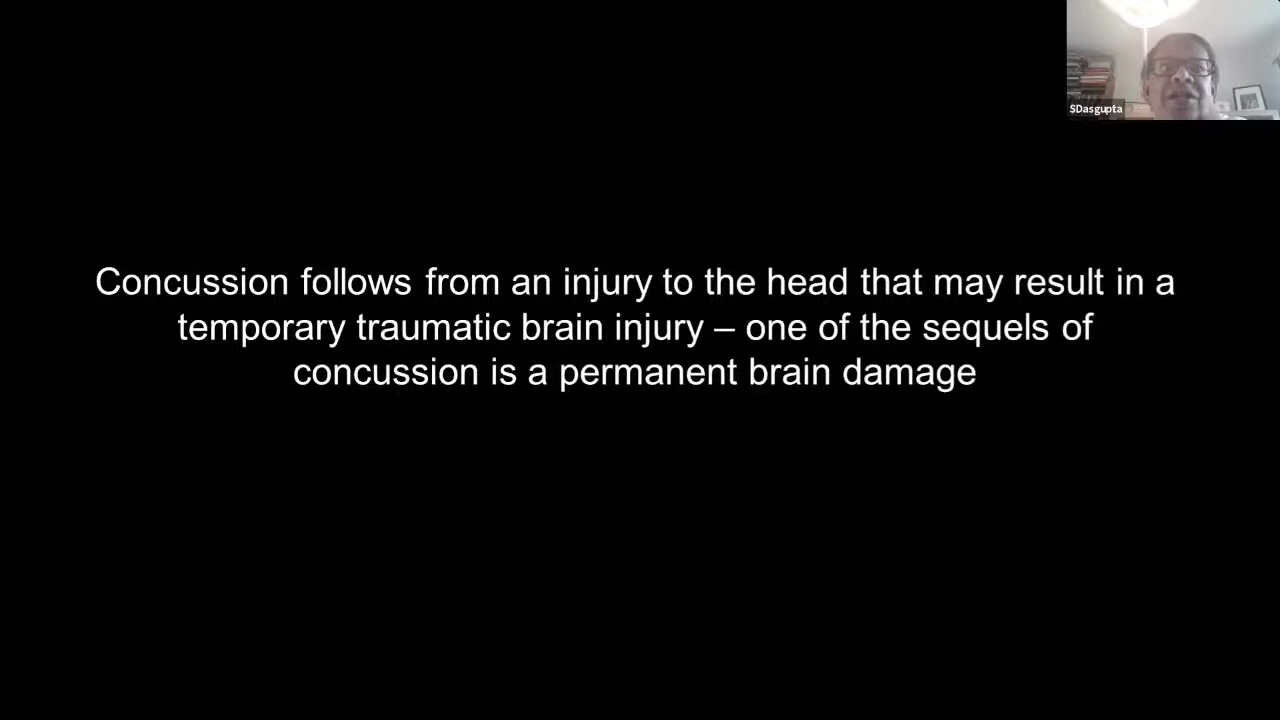 SDasgupta
Concussion follows from an injury to the head that may result in a
temporary traumatic brain injury – one of the sequels of
concussion is a permanent brain damage